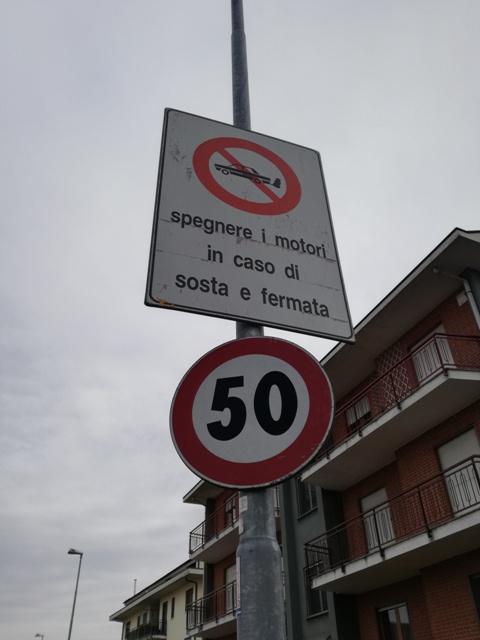 spegnere i motori
in caso di
sosta e fermata
50